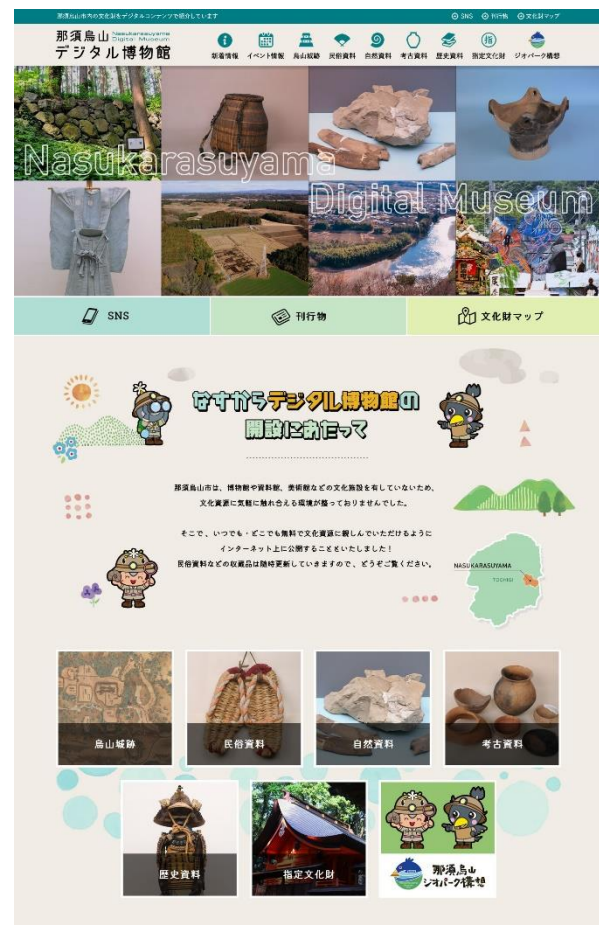 那須烏山市内の文化財をデジタルコンテンツで紹介しています
SNS 刊行物 文化財マップ
那須烏山 Nasukarasuyama Digital Museum
デジタル博物館
新着情報 イベント情報 烏山城跡 民俗資料 自然資料 考古資料 歴史資料 指定文化財 ジオパーク構想
指
Nasukarasuyama
Digital Museum
SNS 刊行物 文化財マップ
なすからデジタル博物館の
開設にあたって
那須烏山市は、博物館や資料館、美術館などの文化施設を有していないため、
文化資源に気軽に触れ合える環境が整っておりませんでした。
そこで、いつでも・どこでも無料で文化資源に親しんでいただけるように
インターネット上に公開することといたしました！
民俗資料などの収蔵品は随時更新していきますので、どうぞご覧ください。
NASUKARASUYAMA
TOCHIGI
烏山城跡 民俗資料 自然資料 考古資料
歴史資料 指定文化財
那須烏山
ジオパーク構想